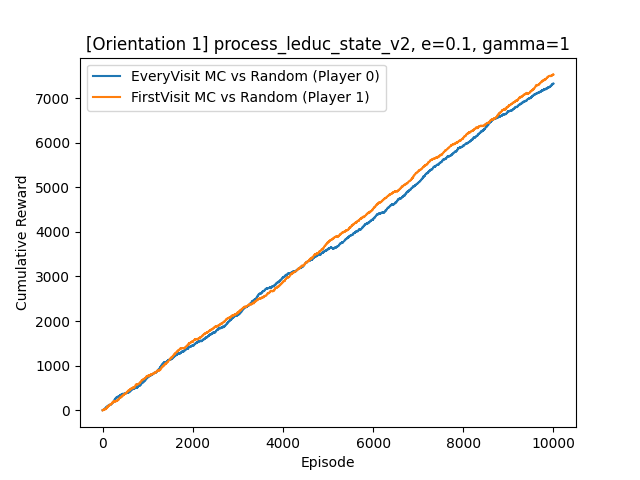 [Orientation 1] process_leduc_state_v2, e=0.1, gamma=1
EveryVisit MC vs Random (Player 0)
FirstVisit MC vs Random (Player 1)
7000
6000
5000
4000
3000
2000
1000
0
Cumulative Reward
0 2000 4000 6000 8000 10000
Episode